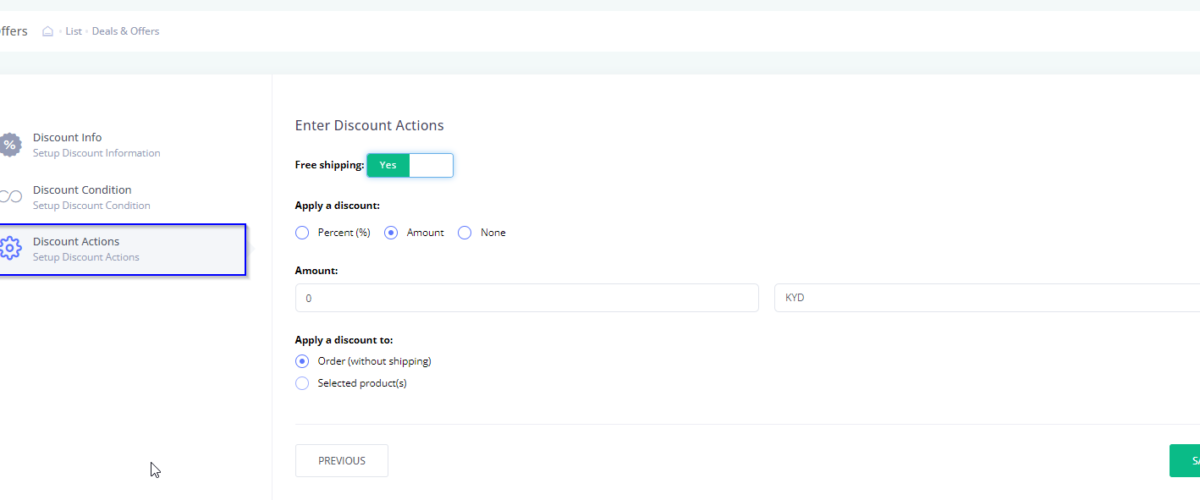 List · Deals & Offers
Discount Info
Setup Discount Information
Discount Condition
Setup Discount Condition
Discount Actions
Setup Discount Actions
Enter Discount Actions
Free shipping: Yes
Apply a discount:
Percent (%) Amount None
Amount:
0 KYD
Apply a discount to:
Order (without shipping)
Selected product(s)
PREVIOUS